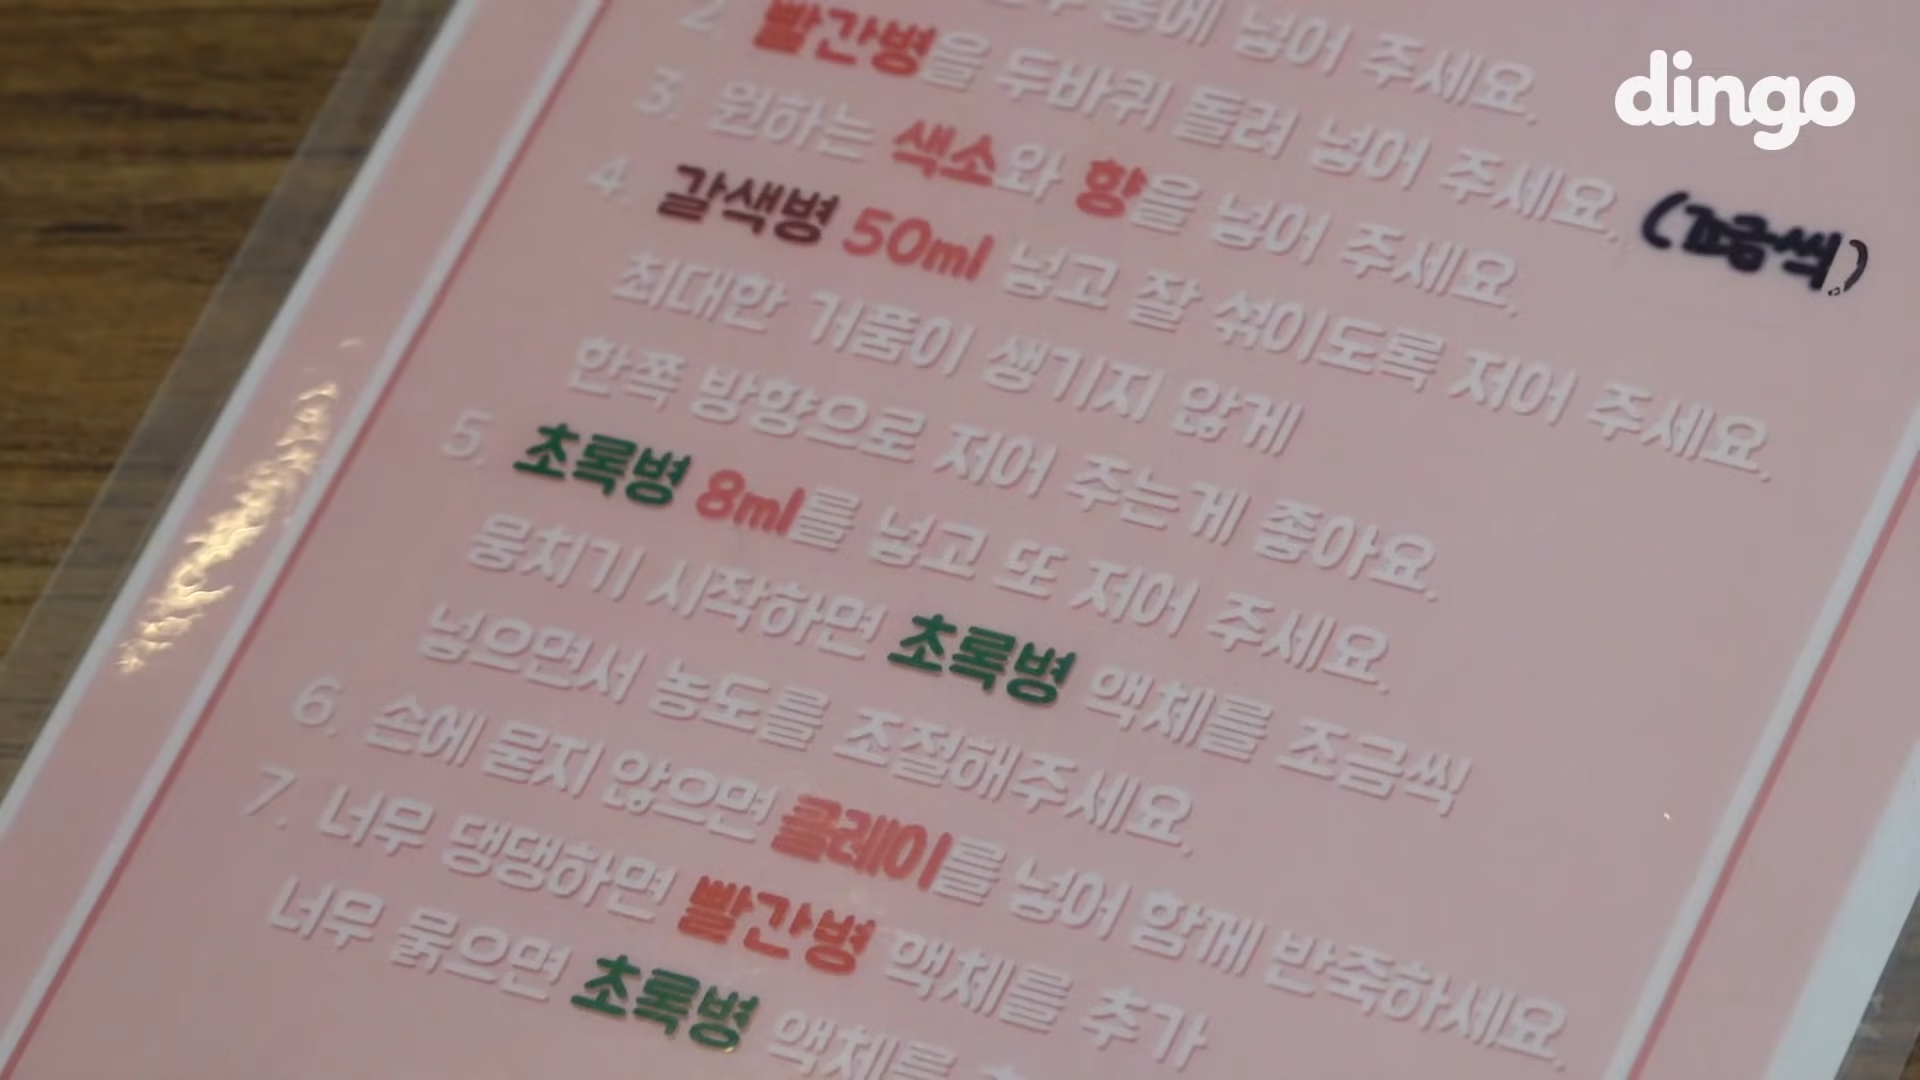 통에 넣어 주세요.
dingo
2. 빨간병을 두바퀴 돌려 넣어 주세요.
3. 원하는 색소와 향을 넣어 주세요. (조금씩)
4. 갈색병 50ml 넣고 잘 섞이도록 저어 주세요.
최대한 거품이 생기지 않게
한쪽 방향으로 저어 주는게 좋아요.
5. 초록병 8ml를 넣고 또 저어 주세요.
뭉치기 시작하면 초록병 액체를 조금씩
넣으면서 농도를 조절해주세요.
6. 손에 묻지 않으면 클레이를 넣어 함께 반죽하세요.
7. 너무 댕댕하면 빨간병 액체를 추가
너무 묽으면 초록병 액체를